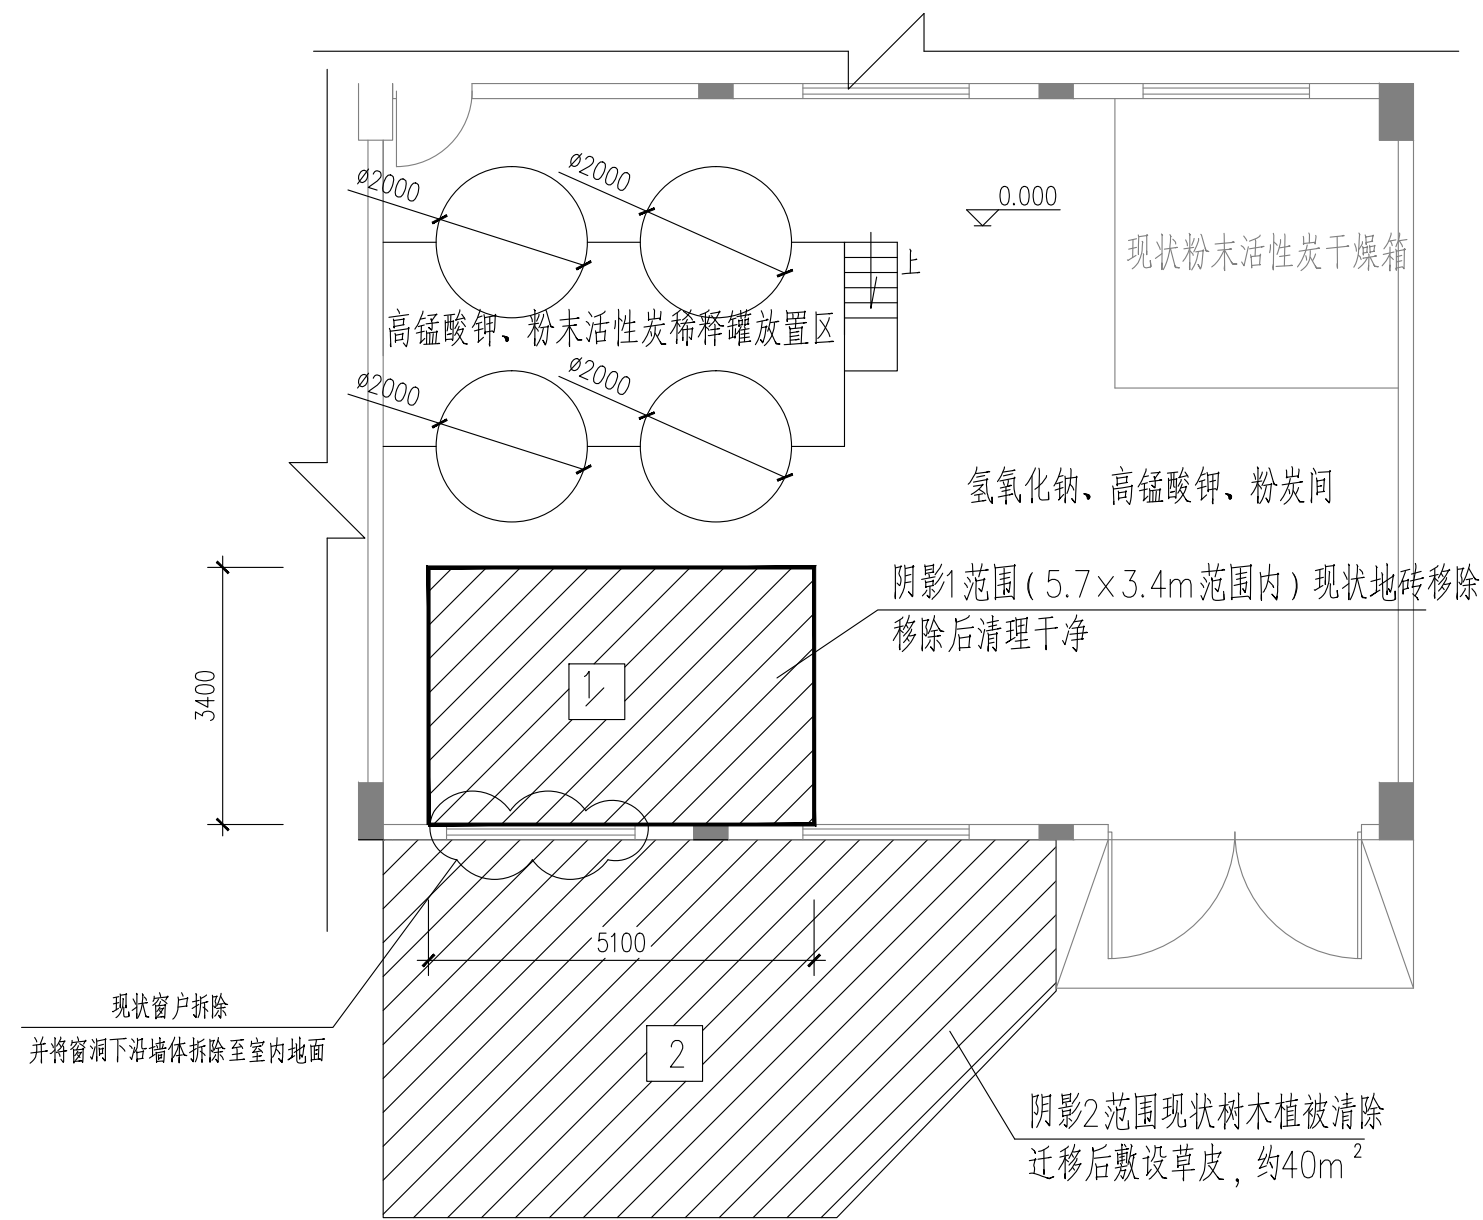 ø2000
ø2000
0.000
现状粉末活性炭干燥箱
上
高锰酸钾、粉末活性炭稀释罐放置区
ø2000
ø2000
氢氧化钠、高锰酸钾、粉炭间
阴影1范围(5.7×3.4m范围内)现状地砖移除
移除后清理干净
3400
1
5100
现状窗户拆除
并将窗洞下沿墙体拆除至室内地面
2
阴影2范围现状树木植被清除
迁移后敷设草皮,约40m²